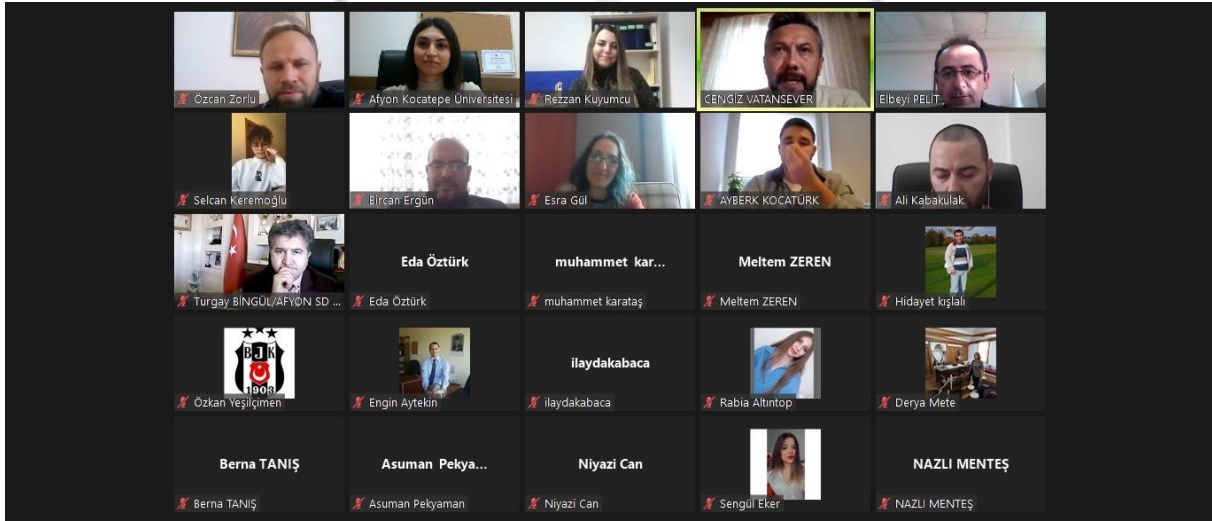 Özcan Zorlu
Afyon Kocatepe Üniversitesi
Rezzan Kuyumcu
CENGİZ VATANSEVER
Elbeyi PELİT
Selcan Keremoğlu
Bircan Ergün
Esra Gül
AYBERK KOCATÜRK
Ali Kabakulak
Turgay BİNGÜL/AFYON SD ...
Eda Öztürk
Eda Öztürk
muhammet kar...
muhammet karataş
Meltem ZEREN
Meltem ZEREN
Hidayet kışlalı
BJK
1903
Özkan Yeşilçimen
Engin Aytekin
ilaydakabaca
ilaydakabaca
Rabia Altıntop
Derya Mete
Berna TANIŞ
Berna TANIŞ
Asuman Pekya...
Asuman Pekyaman
Niyazi Can
Niyazi Can
Sengül Eker
NAZLI MENTEŞ
NAZLI MENTEŞ